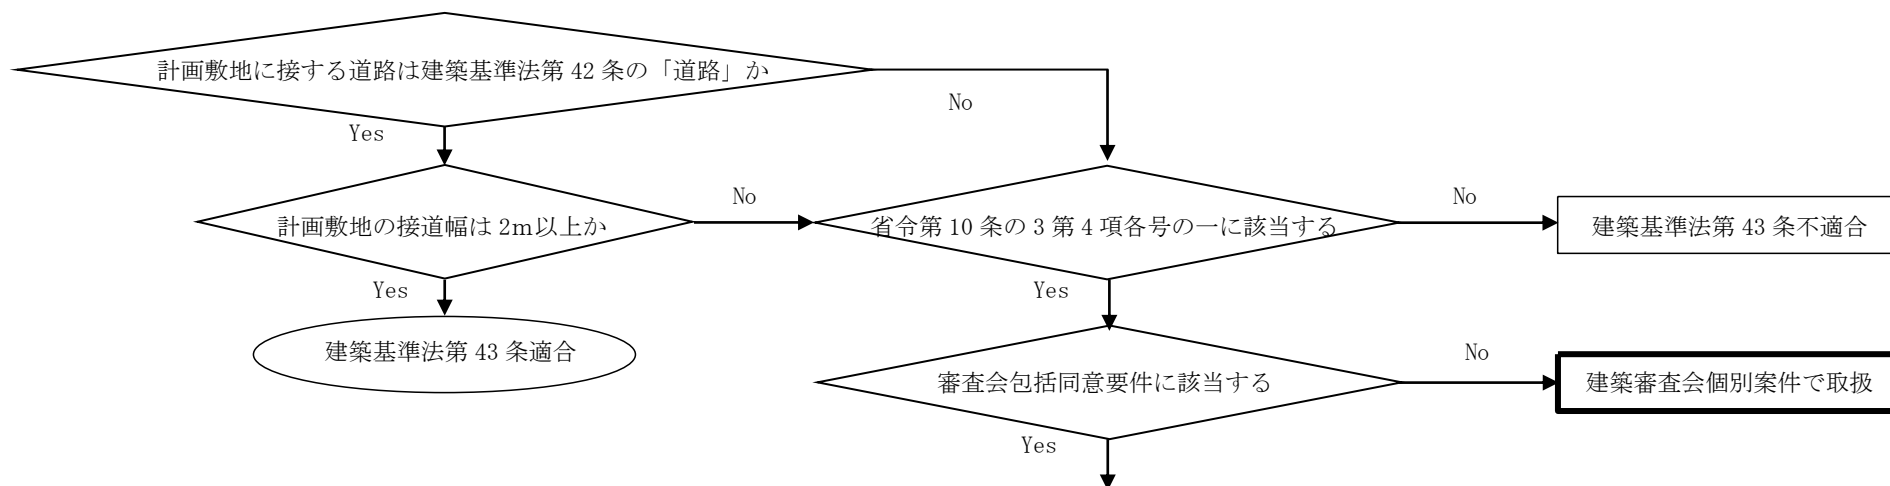 計画敷地に接する道路は建築基準法第 42 条の「道路」か
No
Yes
計画敷地の接道幅は 2m以上か
No
省令第 10 条の 3 第 4 項各号の一に該当する
No
建築基準法第 43 条不適合
Yes
Yes
建築基準法第 43 条適合
審査会包括同意要件に該当する
No
建築審査会個別案件で取扱
Yes